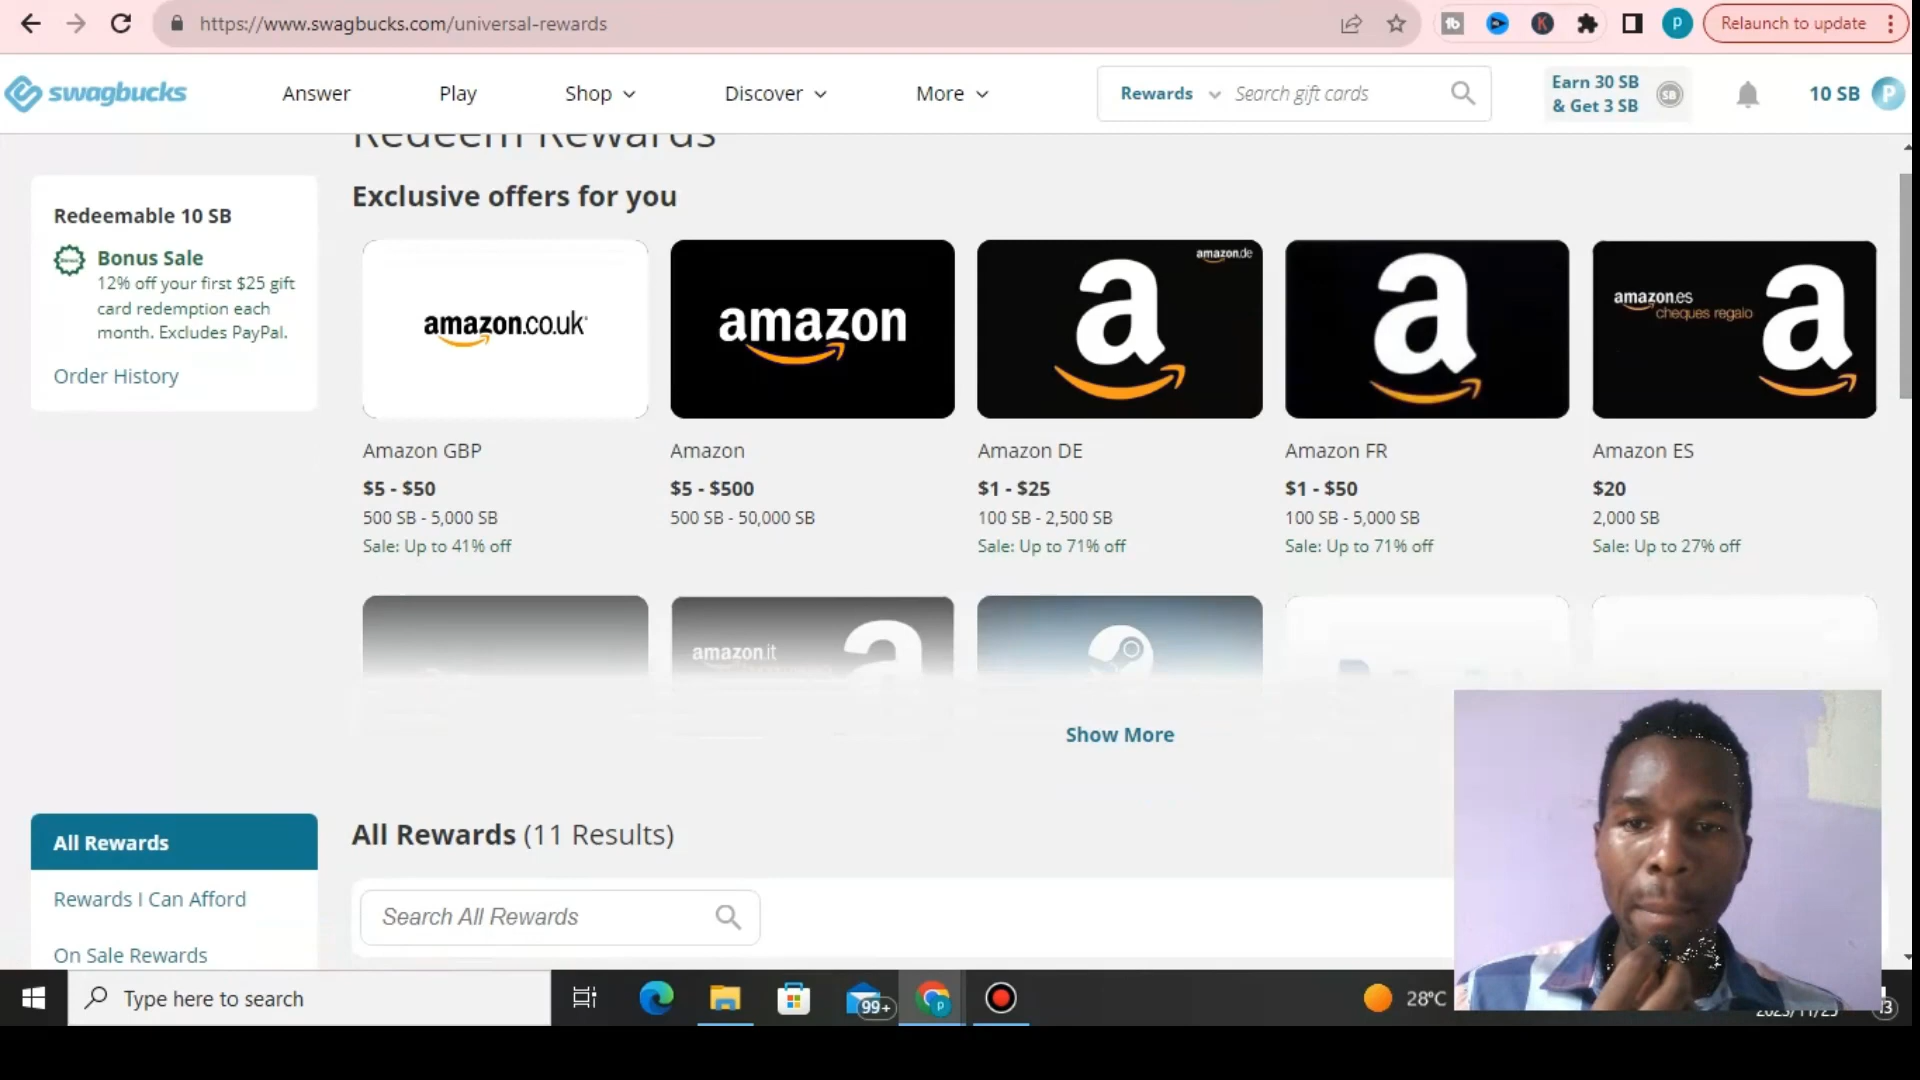 https://www.swagbucks.com/universal-rewards
Relaunch to update
swagbucks
Answer
Play
Shop
Discover
More
Rewards
Search gift cards
Earn 30 SB
& Get 3 SB
SB
10 SB
P
Redeem Rewards
Redeemable 10 SB
Bonus Sale
12% off your first $25 gift
card redemption each
month. Excludes PayPal.
Order History
Exclusive offers for you
amazon.co.uk
amazon
amazon.de
a
a
amazon.es
cheques regalo
a
Amazon GBP
$5 - $50
500 SB - 5,000 SB
Sale: Up to 41% off
Amazon
$5 - $500
500 SB - 50,000 SB
Amazon DE
$1 - $25
100 SB - 2,500 SB
Sale: Up to 71% off
Amazon FR
$1 - $50
100 SB - 5,000 SB
Sale: Up to 71% off
Amazon ES
$20
2,000 SB
Sale: Up to 27% off
amazon.it
a
Show More
All Rewards
Rewards I Can Afford
On Sale Rewards
All Rewards (11 Results)
Search All Rewards
Type here to search
99+
28°C